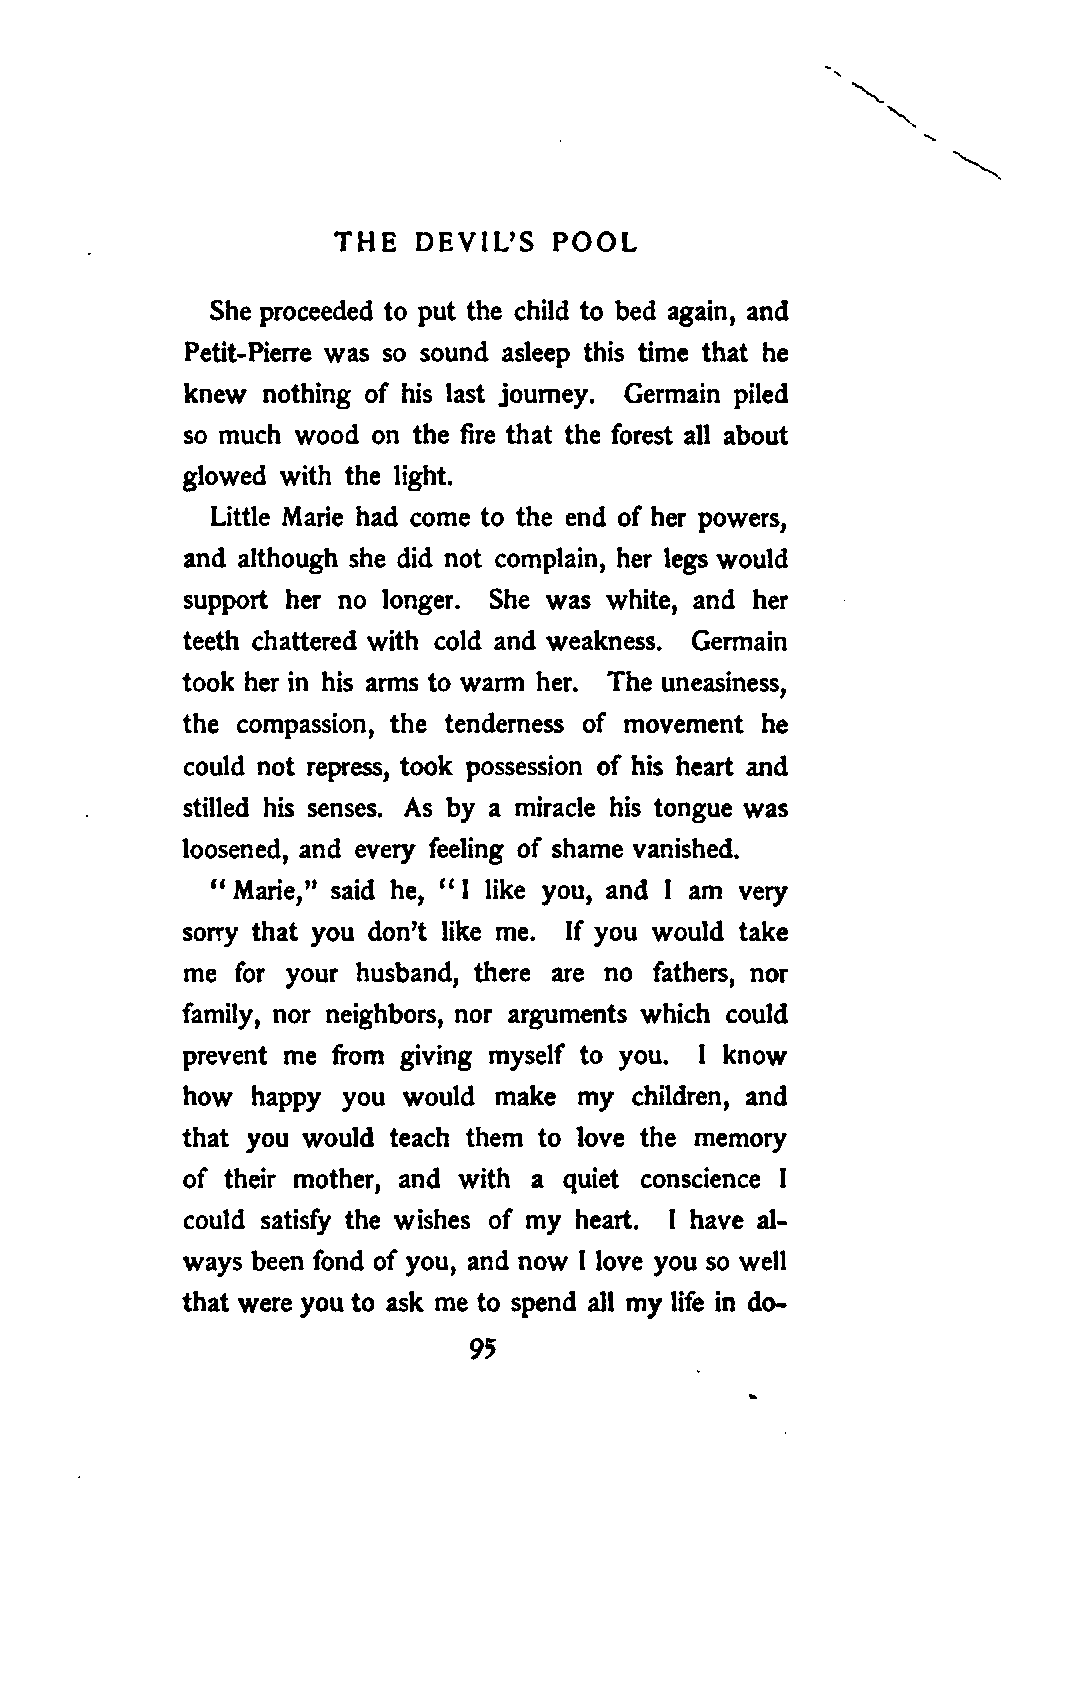 THE DEVIL'S POOL
She proceeded to put the child to bed again, and
Petit-Pierre was so sound asleep this time that he
knew nothing of his last journey. Germain piled
so much wood on the fire that the forest all about
glowed with the light.
Little Marie had come to the end of her powers,
and although she did not complain, her legs would
support her no longer. She was white, and her
teeth chattered with cold and weakness. Germain
took her in his arms to warm her. The uneasiness,
the compassion, the tenderness of movement he
could not repress, took possession of his heart and
stilled his senses. As by a miracle his tongue was
loosened, and every feeling of shame vanished.
"Marie," said he, "I like you, and I am very
sorry that you don't like me. If you would take
me for your husband, there are no fathers, nor
family, nor neighbors, nor arguments which could
prevent me from giving myself to you. I know
how happy you would make my children, and
that you would teach them to love the memory
of their mother, and with a quiet conscience I
could satisfy the wishes of my heart. I have al-
ways been fond of you, and now I love you so well
that were you to ask me to spend all my life in do-
95